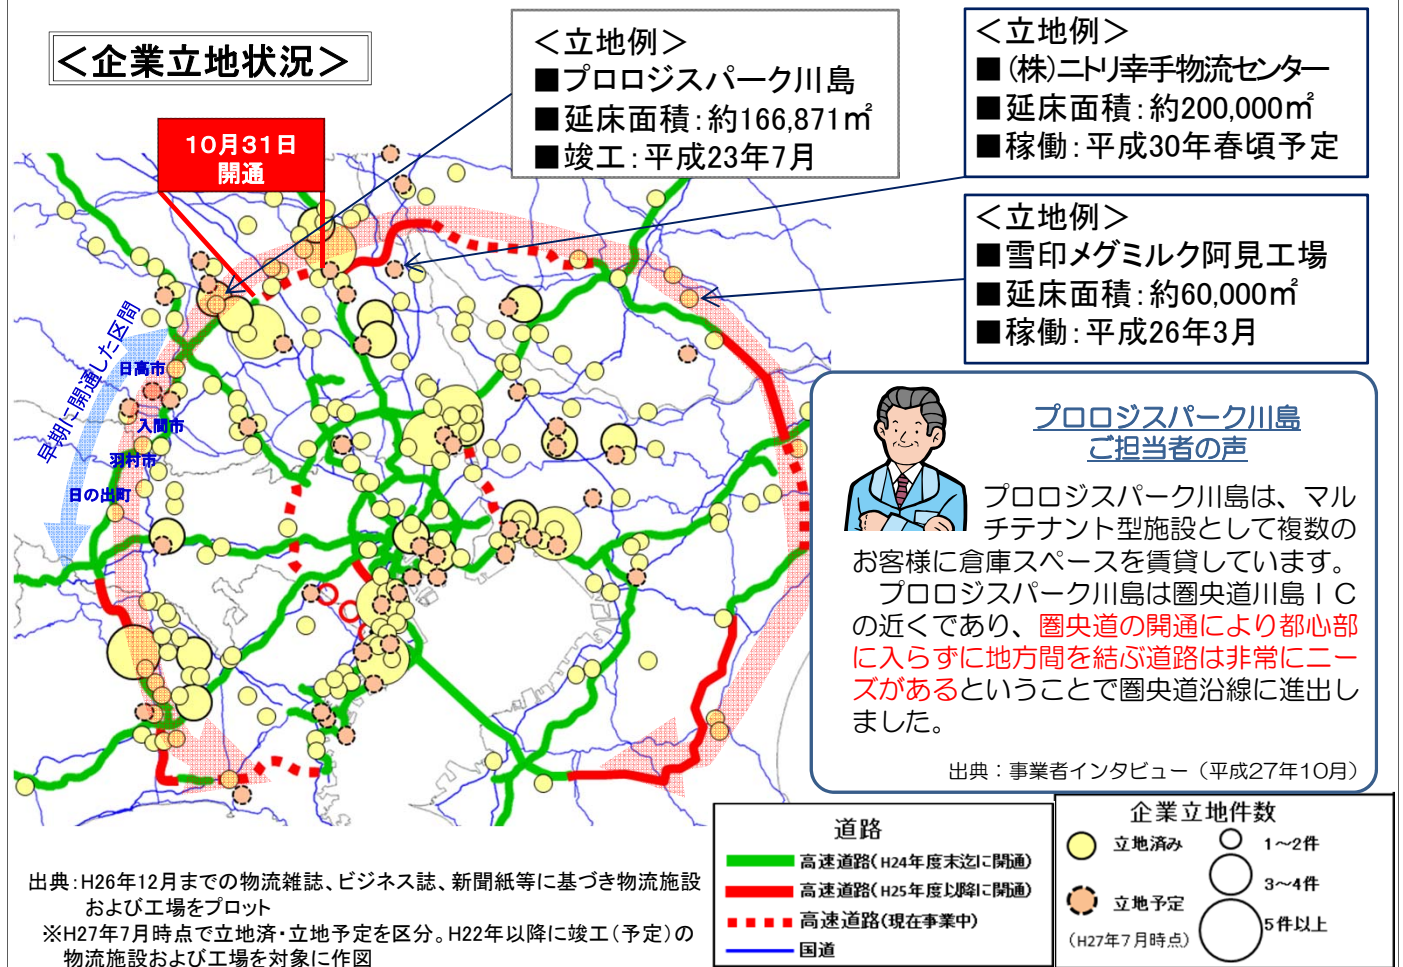 ＜企業立地状況＞
10月31日
開通
＜立地例＞
■プロロジスパーク川島
■延床面積：約166,871㎡
■竣工：平成23年7月
＜立地例＞
■(株)ニトリ幸手物流センター
■延床面積：約200,000㎡
■稼働：平成30年春頃予定
＜立地例＞
■雪印メグミルク阿見工場
■延床面積：約60,000㎡
■稼働：平成26年3月
早期に開通した区間
日高市
入間市
羽村市
日の出町
プロロジスパーク川島
ご担当者の声
プロロジスパーク川島は、マル
チテナント型施設として複数の
お客様に倉庫スペースを賃貸しています。
プロロジスパーク川島は圏央道川島ＩＣ
の近くであり、圏央道の開通により都心部
に入らずに地方間を結ぶ道路は非常にニー
ズがあるということで圏央道沿線に進出し
ました。
出典：事業者インタビュー（平成27年10月）
道路
高速道路(H24年度末迄に開通)
高速道路(H25年度以降に開通)
高速道路(現在事業中)
国道
企業立地件数
立地済み
立地予定
(H27年７月時点)
1～2件
3～4件
5件以上
出典：H26年12月までの物流雑誌、ビジネス誌、新聞紙等に基づき物流施設
および工場をプロット
※H27年7月時点で立地済・立地予定を区分。H22年以降に竣工（予定）の
物流施設および工場を対象に作図